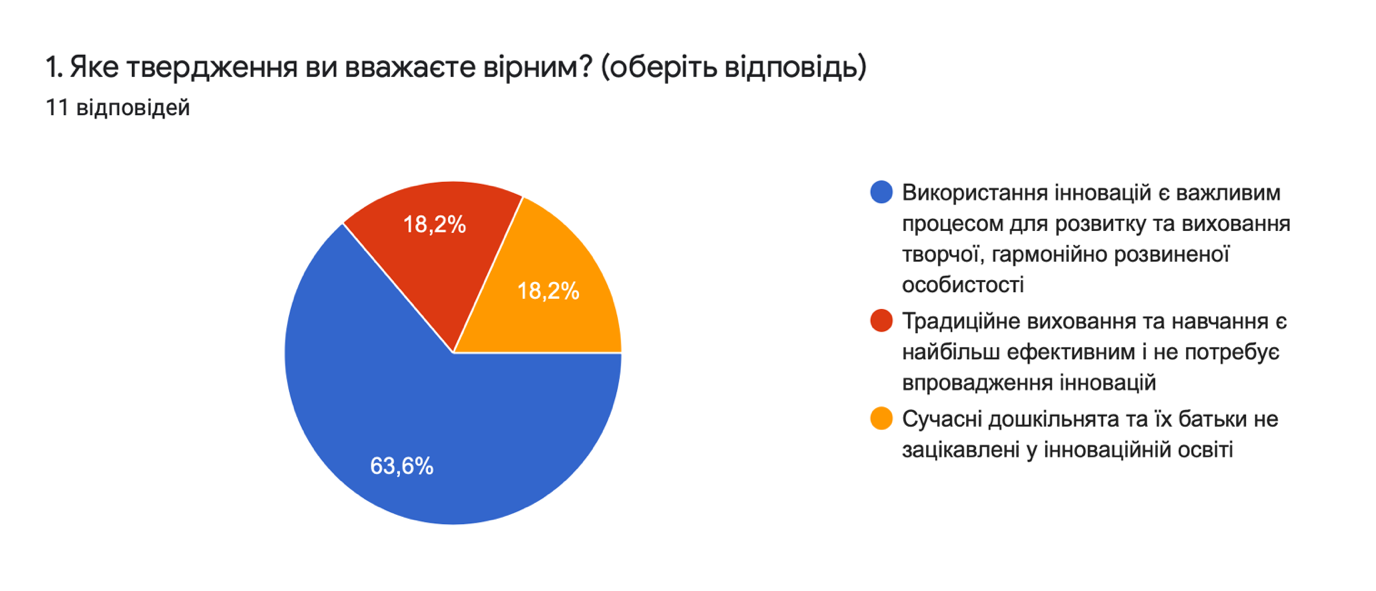 1. Яке твердження ви вважаєте вірним? (оберіть відповідь)
11 відповідей
18,2%
18,2%
63,6%
Використання інновацій є важливим
процесом для розвитку та виховання
творчої, гармонійно розвиненої
особистості
Традиційне виховання та навчання є
найбільш ефективним і не потребує
впровадження інновацій
Сучасні дошкільнята та їх батьки не
зацікавлені у інноваційній освіті